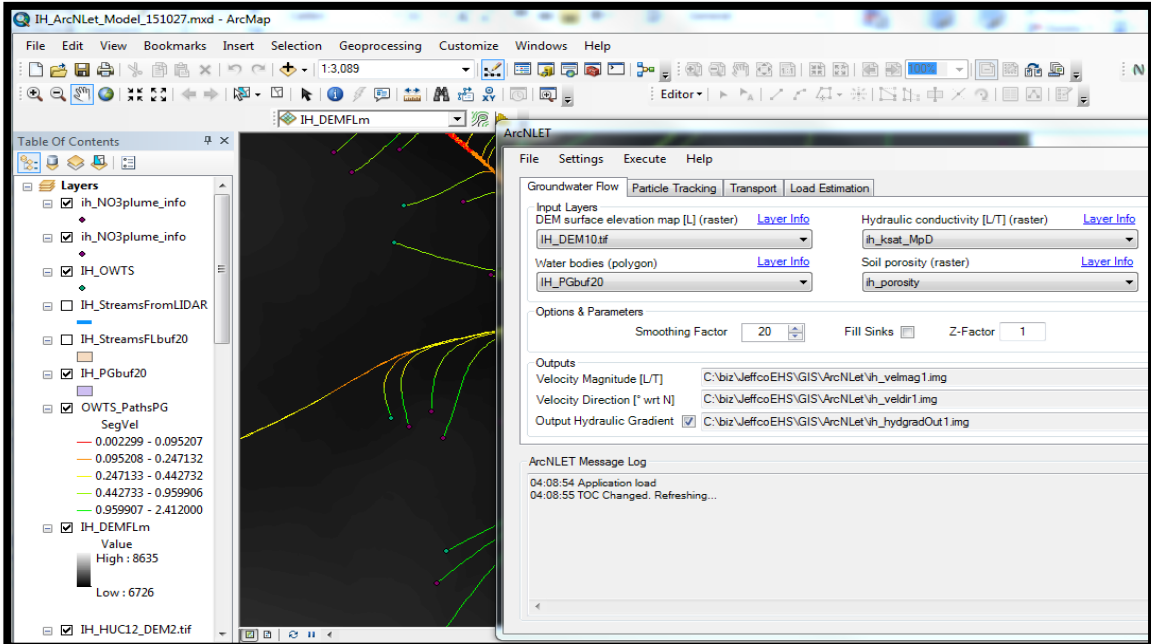 IH_ArcNLet_Model_151027.mxd - ArcMap
File Edit View Bookmarks Insert Selection Geoprocessing Customize Windows Help
1:3,089
100%
Editor
IH_DEMFLm
Table Of Contents
Layers
ih_NO3plume_info
ih_NO3plume_info
IH_OWTS
IH_StreamsFromLIDAR
IH_StreamsFLbuf20
IH_PGbuf20
OWTS_PathsPG
SegVel
0.002299 - 0.095207
0.095208 - 0.247132
0.247133 - 0.442732
0.442733 - 0.959906
0.959907 - 2.412000
IH_DEMFLm
Value
High : 8635
Low : 6726
IH_HUC12_DEM2.tif
ArcNLET
File Settings Execute Help
Groundwater Flow Particle Tracking Transport Load Estimation
Input Layers
DEM surface elevation map [L] (raster) Layer Info Hydraulic conductivity [L/T] (raster) Layer Info
IH_DEM10.tif ih_ksat_MpD
Water bodies (polygon) Layer Info Soil porosity (raster) Layer Info
IH_PGbuf20 ih_porosity
Options & Parameters
Smoothing Factor 20 Fill Sinks Z-Factor 1
Outputs
Velocity Magnitude [L/T] C:\biz\JeffcoEHS\GIS\ArcNLet\ih_velmag1.img
Velocity Direction [° wrt N] C:\biz\JeffcoEHS\GIS\ArcNLet\ih_veldir1.img
Output Hydraulic Gradient C:\biz\JeffcoEHS\GIS\ArcNLet\ih_hydgradOut1.img
ArcNLET Message Log
04:08:54 Application load
04:08:55 TOC Changed. Refreshing...